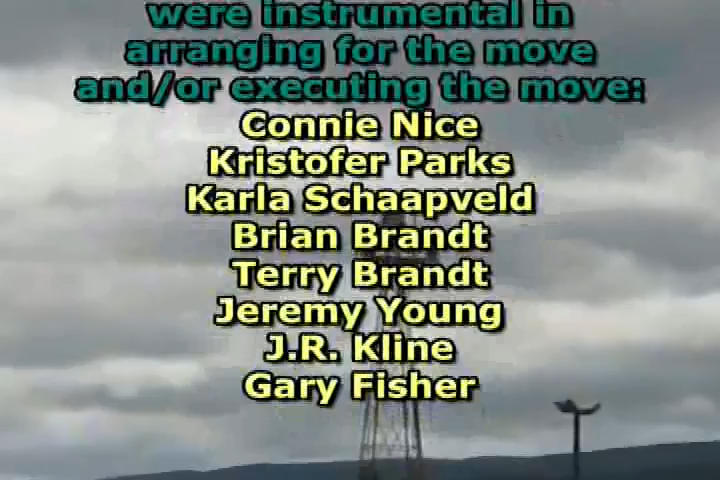 were instrumental in
arranging for the move
and/or executing the move:
Connie Nice
Kristofer Parks
Karla Schaapveld
Brian Brandt
Terry Brandt
Jeremy Young
J.R. Kline
Gary Fisher